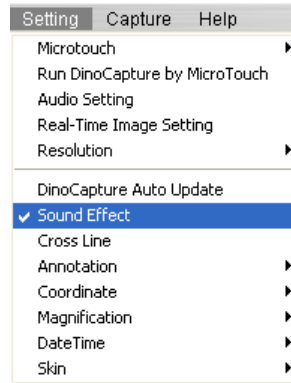 Setting Capture Help
Microtouch
Run DinoCapture by MicroTouch
Audio Setting
Real-Time Image Setting
Resolution
DinoCapture Auto Update
Sound Effect
Cross Line
Annotation
Coordinate
Magnification
DateTime
Skin